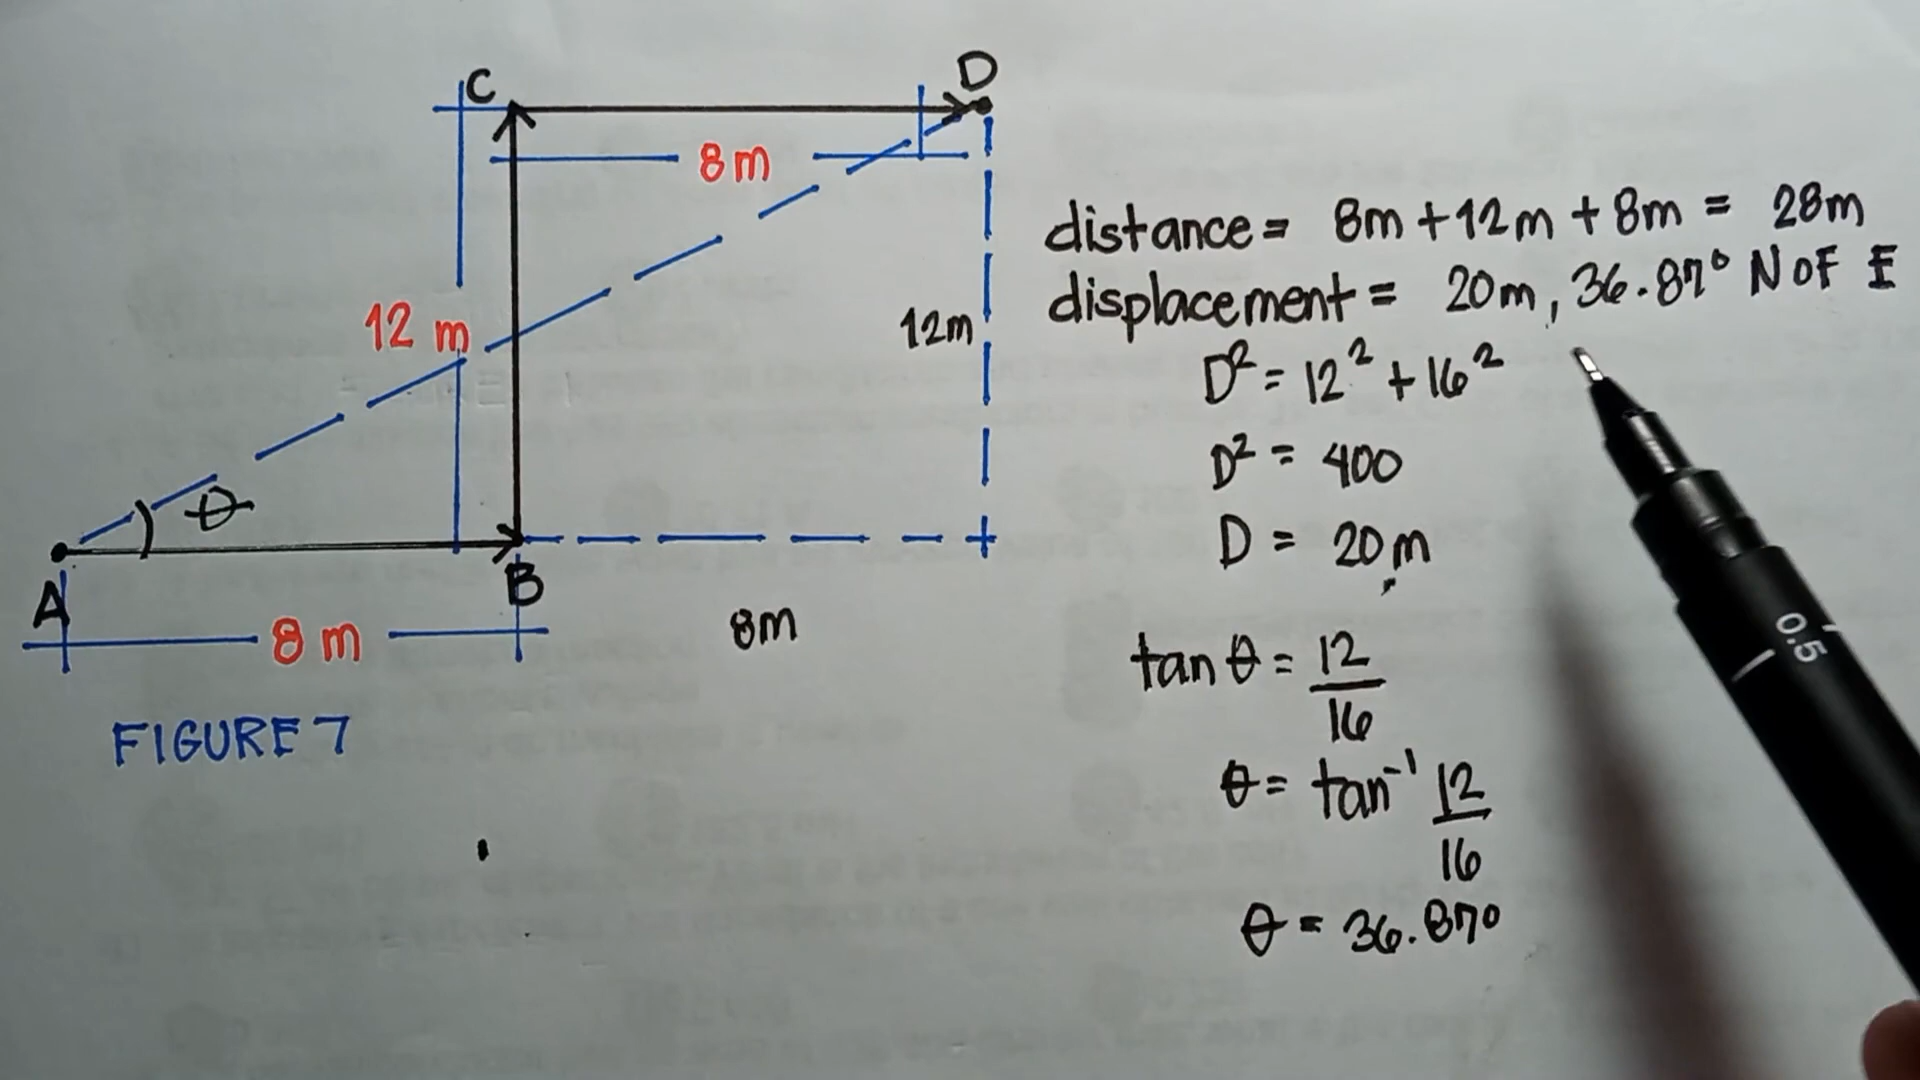 C
D
8m
12 m
12m
θ
A
B
8 m
8m
FIGURE 7
distance = 8m + 12m + 8m = 28m
displacement = 20m, 36.87° N OF E
D² = 12² + 16²
D² = 400
D = 20m
tan θ = 12/16
θ = tan⁻¹ 12/16
θ = 36.87°
0.5